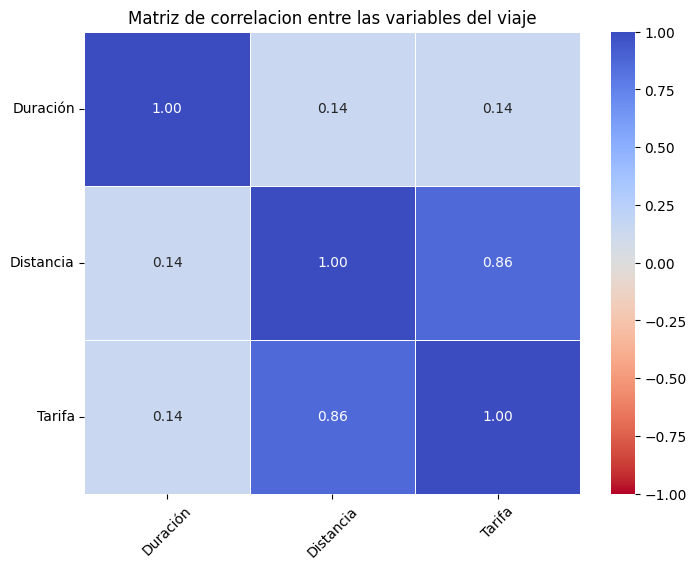 Matriz de correlacion entre las variables del viaje
Duración
1.00
0.14
0.14
Distancia
0.14
1.00
0.86
Tarifa
0.14
0.86
1.00
Duración
Distancia
Tarifa
1.00
0.75
0.50
0.25
0.00
−0.25
−0.50
−0.75
−1.00